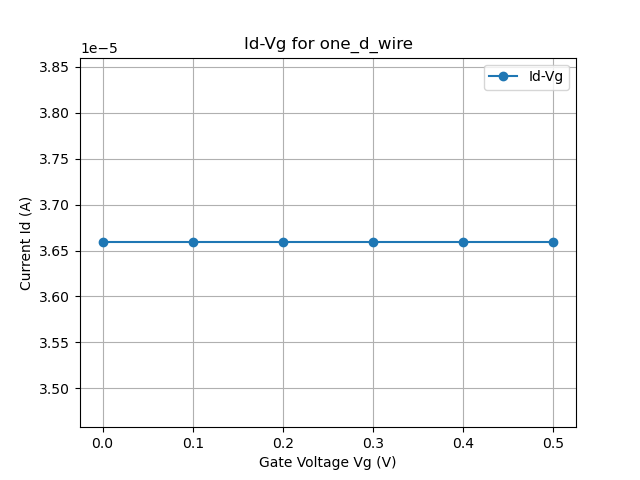 Id-Vg for one_d_wire
1e−5
3.85
3.80
3.75
3.70
3.65
3.60
3.55
3.50
Current Id (A)
Id-Vg
0.0 0.1 0.2 0.3 0.4 0.5
Gate Voltage Vg (V)